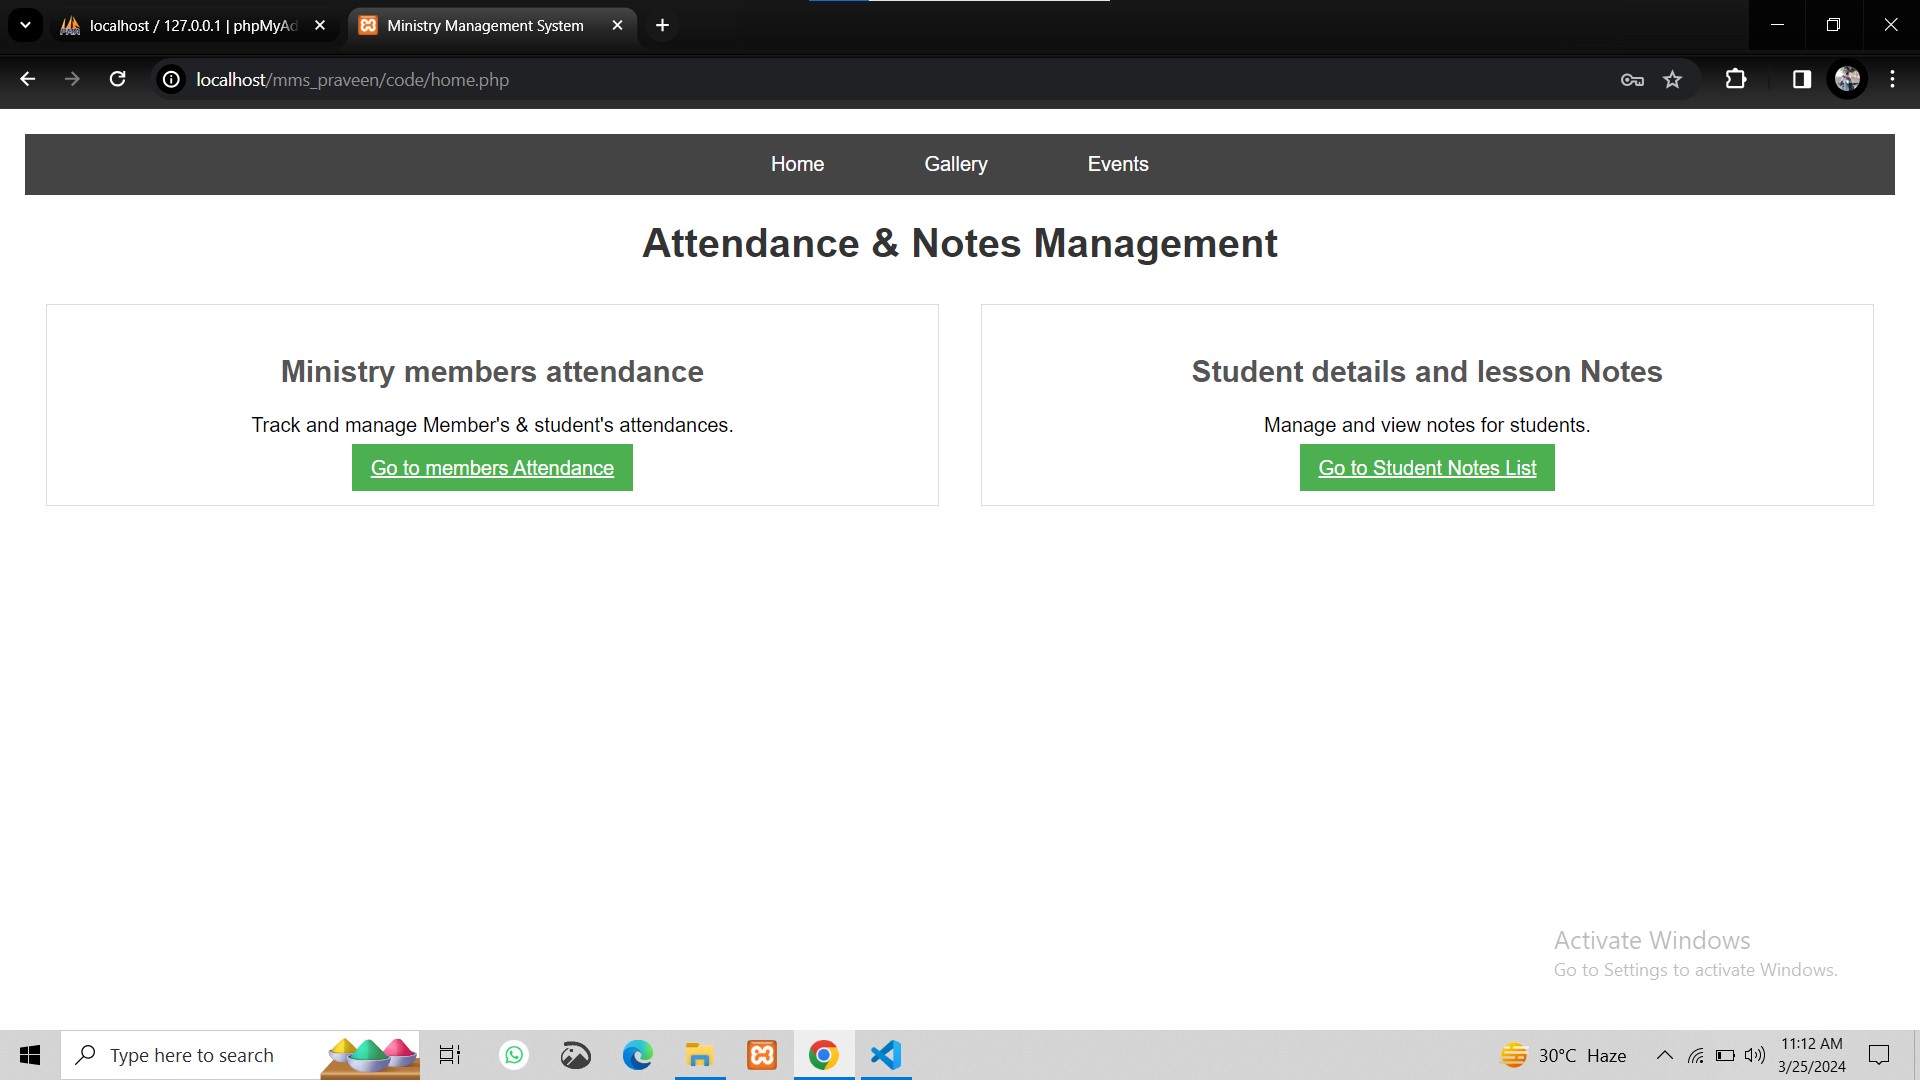 localhost / 127.0.0.1 | phpMyAd
Ministry Management System
localhost/mms_praveen/code/home.php
Home Gallery Events
Attendance & Notes Management
Ministry members attendance
Track and manage Member's & student's attendances.
Go to members Attendance
Student details and lesson Notes
Manage and view notes for students.
Go to Student Notes List
Activate Windows
Go to Settings to activate Windows.
Type here to search
30°C Haze
11:12 AM
3/25/2024